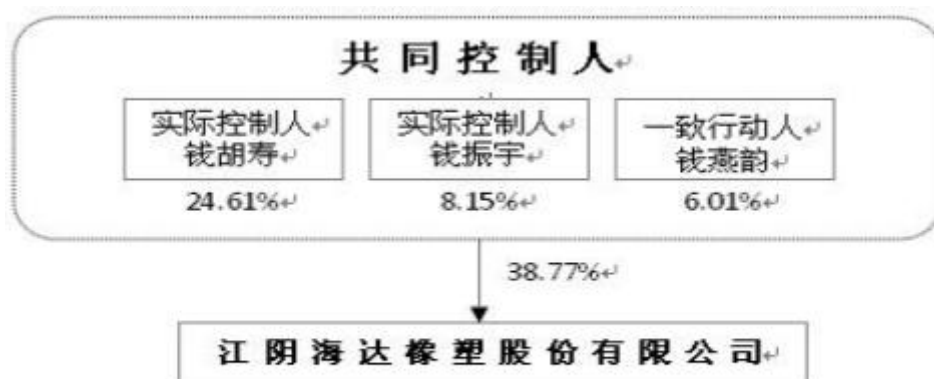 共同控制人↵
↵
实际控制人↵
钱胡寿↵
实际控制人↵
钱振宇↵
一致行动人↵
钱燕韵↵
24.61%↵
8.15%↵
6.01%↵
38.77%↵
江阴海达橡塑股份有限公司↵